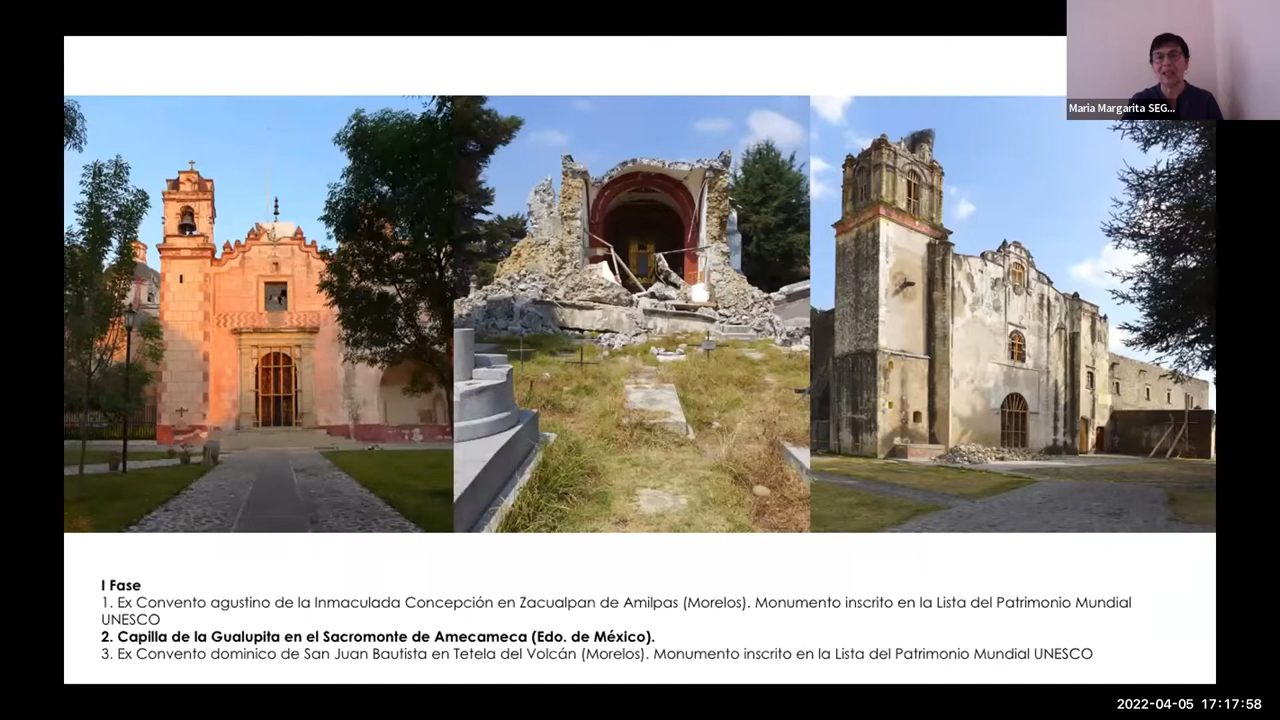 Maria Margarita SEG...
I Fase
1. Ex Convento agustino de la Inmaculada Concepción en Zacualpan de Amilpas (Morelos). Monumento inscrito en la Lista del Patrimonio Mundial
UNESCO
2. Capilla de la Gualupita en el Sacromonte de Amecameca (Edo. de México).
3. Ex Convento dominico de San Juan Bautista en Tetela del Volcán (Morelos). Monumento inscrito en la Lista del Patrimonio Mundial UNESCO
2022-04-05 17:17:58